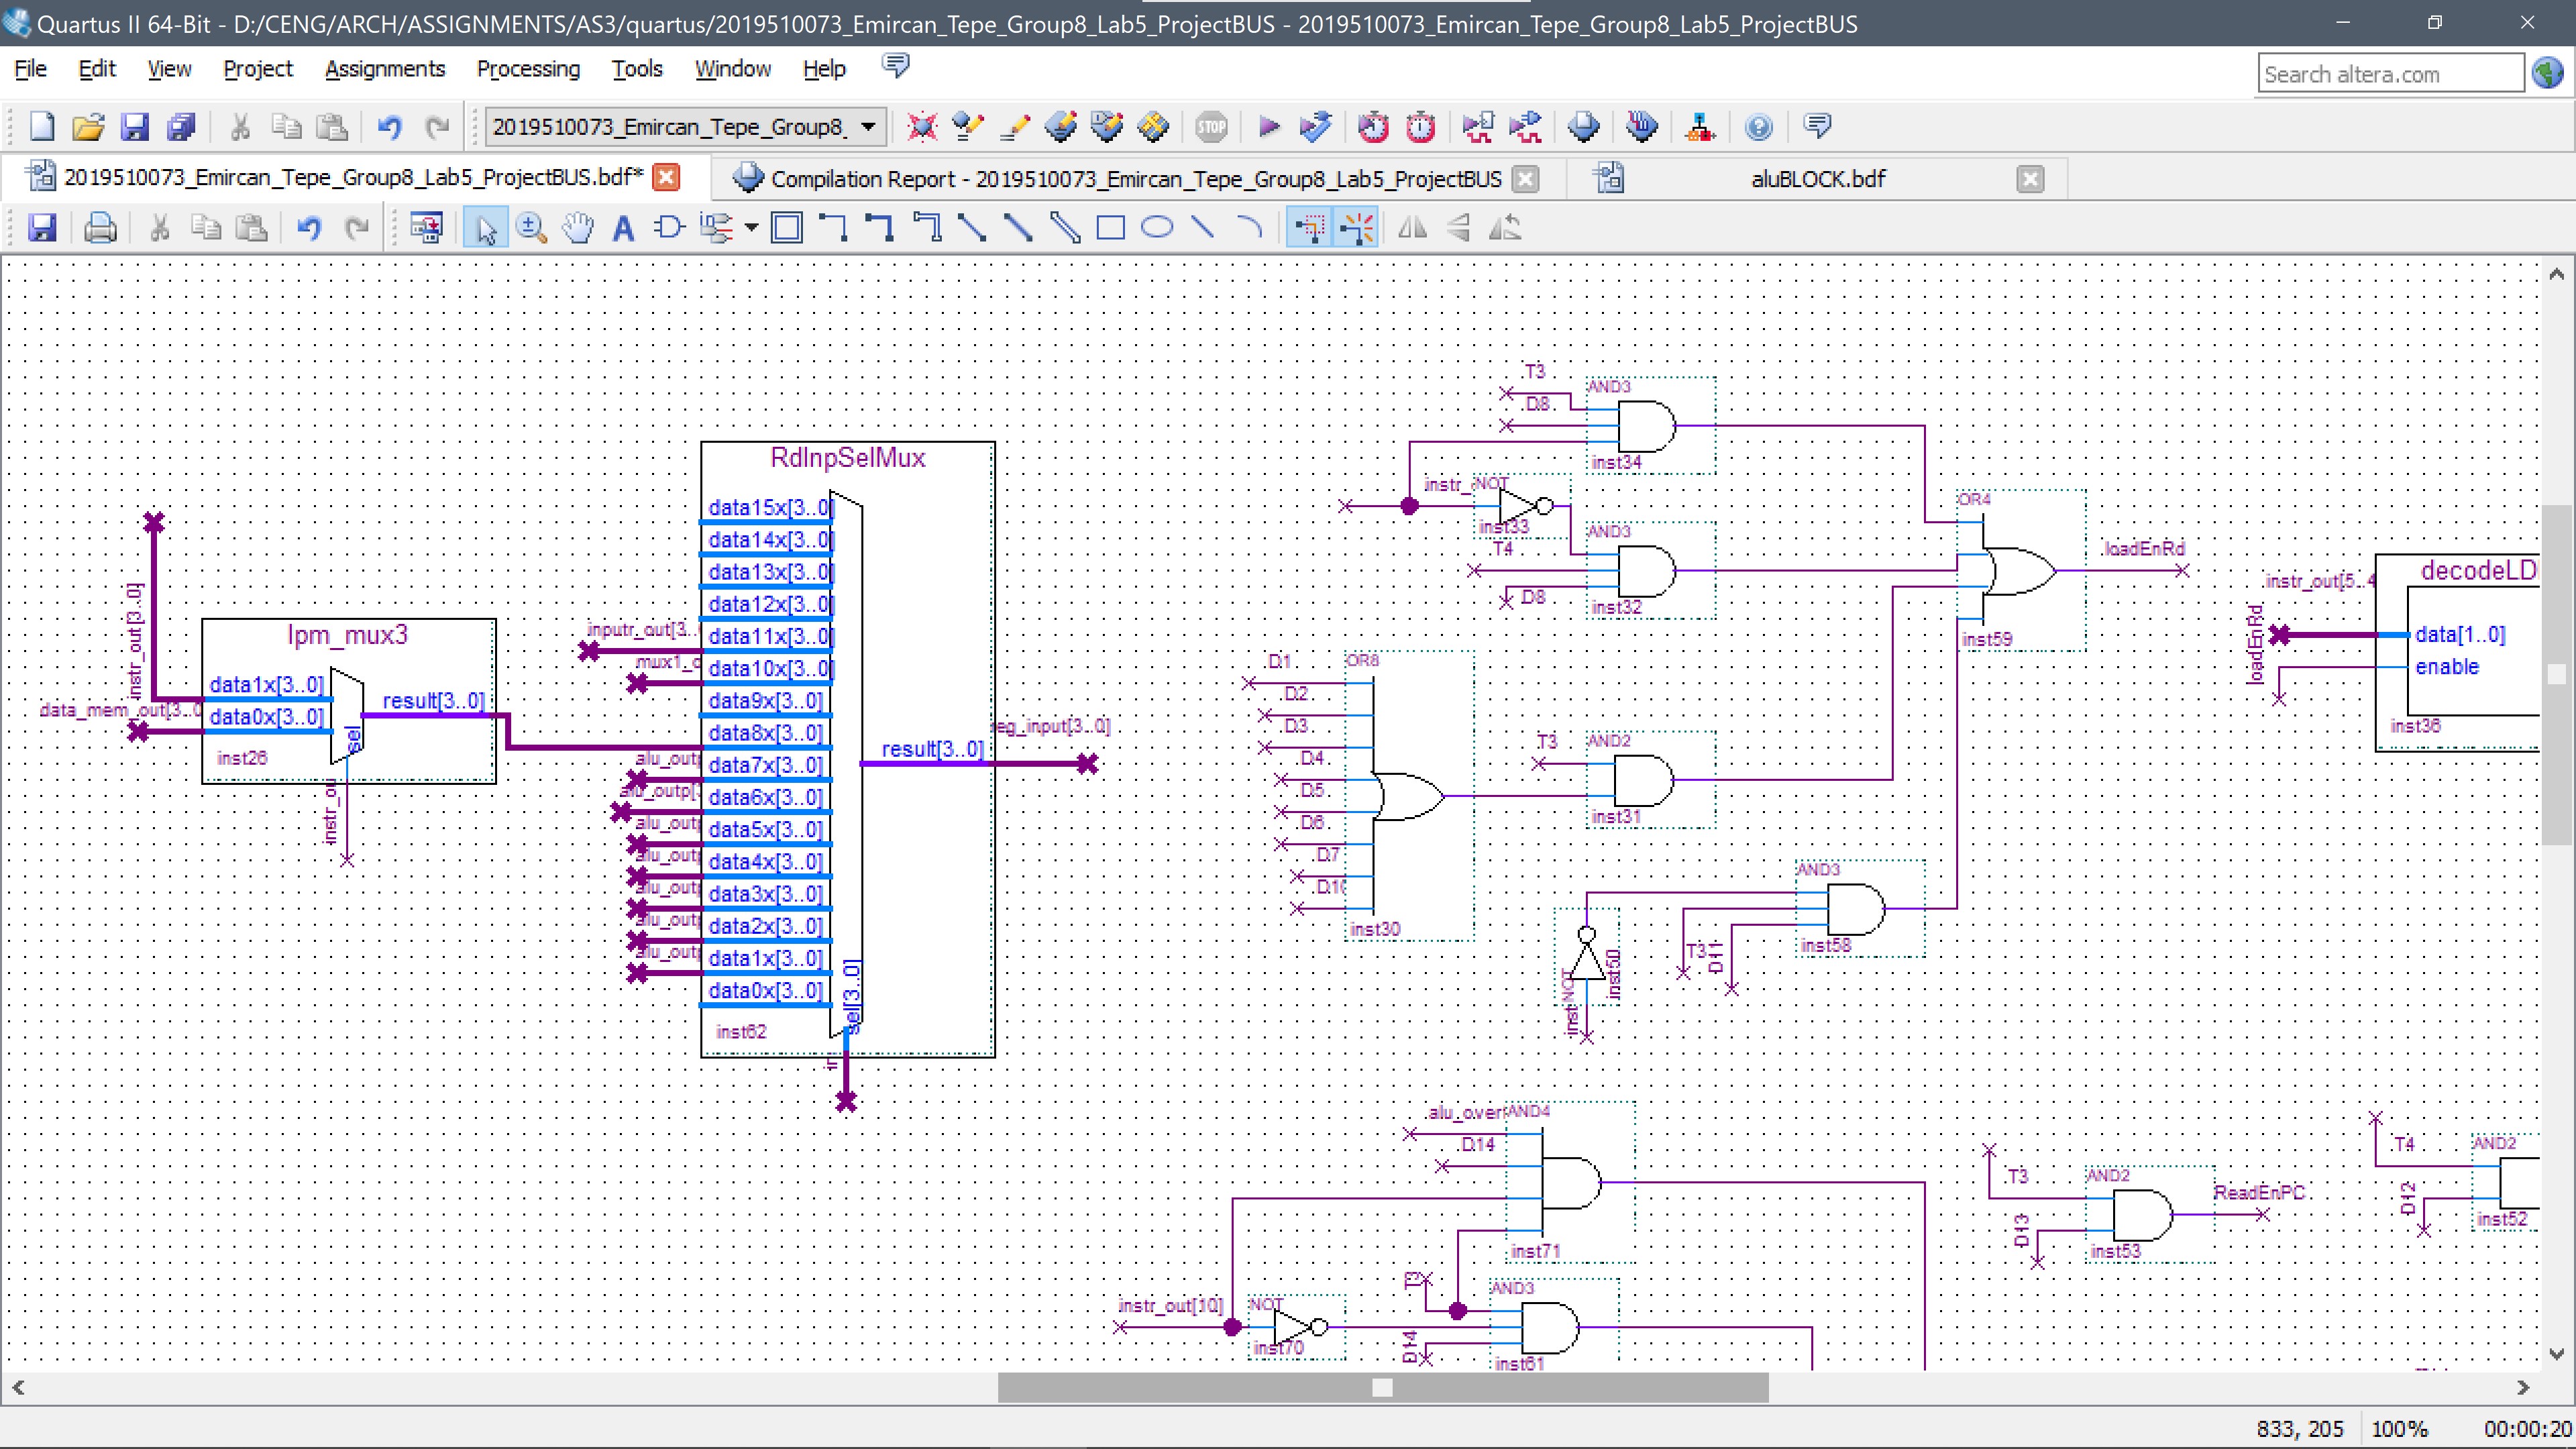 Quartus II 64-Bit - D:/CENG/ARCH/ASSIGNMENTS/AS3/quartus/2019510073_Emircan_Tepe_Group8_Lab5_ProjectBUS - 2019510073_Emircan_Tepe_Group8_Lab5_ProjectBUS
File Edit View Project Assignments Processing Tools Window Help
Search altera.com
2019510073_Emircan_Tepe_Group8_
STOP
2019510073_Emircan_Tepe_Group8_Lab5_ProjectBUS.bdf*
Compilation Report - 2019510073_Emircan_Tepe_Group8_Lab5_ProjectBUS
aluBLOCK.bdf
instr_out[3..0]
data_mem_out[3..0
lpm_mux3
data1x[3..0]
data0x[3..0]
result[3..0]
sel
inst26
instr_ou
RdInpSelMux
data15x[3..0]
data14x[3..0]
data13x[3..0]
data12x[3..0]
inputr_out[3..
data11x[3..0]
mux1_o
data10x[3..0]
data9x[3..0]
data8x[3..0]
alu_outp
data7x[3..0]
alu_outp[3
data6x[3..0]
alu_outp
data5x[3..0]
alu_outp
data4x[3..0]
alu_outp
data3x[3..0]
alu_outp
data2x[3..0]
alu_outp
data1x[3..0]
data0x[3..0]
sel[3..0]
result[3..0]
eg_input[3..0]
inst62
T3
D8
AND3
inst34
instr_
NOT
inst33
T4
D8
AND3
inst32
OR4
inst59
loadEnRd
D1
D2
D3
D4
D5
D6
D7
D10
OR8
inst30
T3
AND2
inst31
AND3
inst58
T3
D11
NOT
inst50
inst
instr_out[5..4
loadEnRd
decodeLD
data[1..0]
enable
inst36
alu_over
D14
AND4
inst71
instr_out[10]
NOT
inst70
T3
D14
AND3
inst61
T3
D13
AND2
inst53
ReadEnPC
T4
D12
AND2
inst52
833, 205 100% 00:00:20